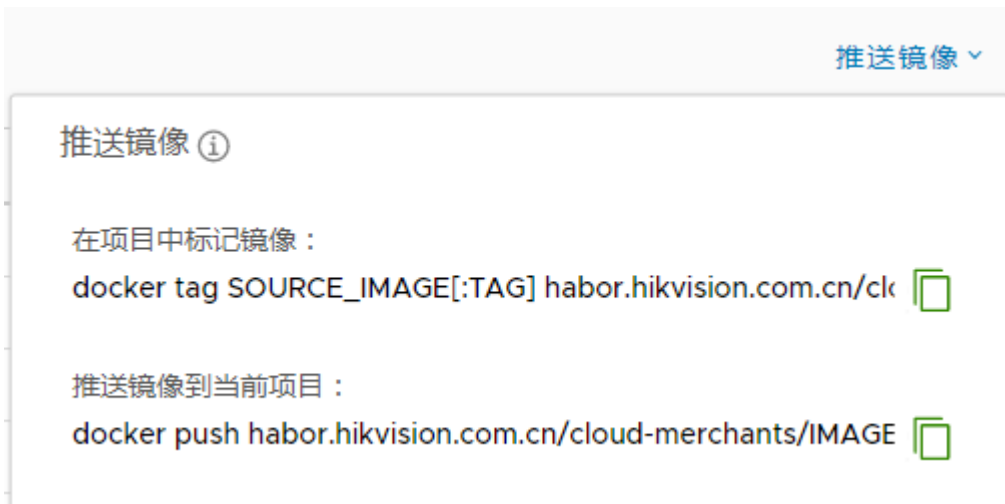 推送镜像
推送镜像
在项目中标记镜像：
docker tag SOURCE_IMAGE[:TAG] habor.hikvision.com.cn/clo
推送镜像到当前项目：
docker push habor.hikvision.com.cn/cloud-merchants/IMAGE